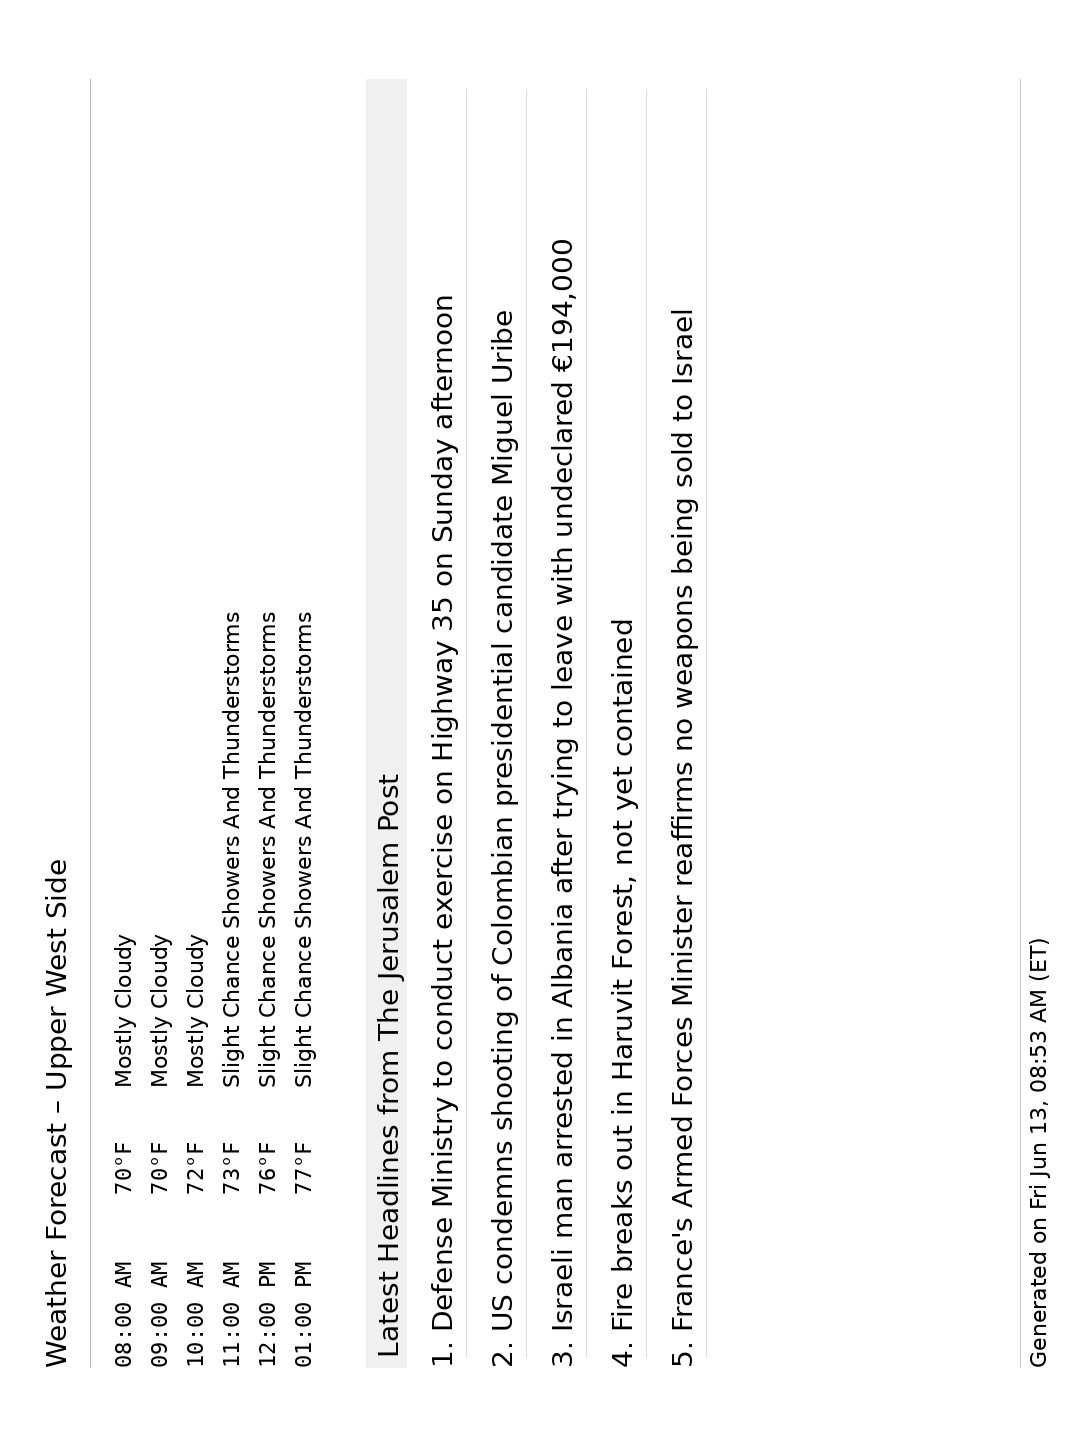 Weather Forecast – Upper West Side
08:00 AM 70°F Mostly Cloudy
09:00 AM 70°F Mostly Cloudy
10:00 AM 72°F Mostly Cloudy
11:00 AM 73°F Slight Chance Showers And Thunderstorms
12:00 PM 76°F Slight Chance Showers And Thunderstorms
01:00 PM 77°F Slight Chance Showers And Thunderstorms
Latest Headlines from The Jerusalem Post
1. Defense Ministry to conduct exercise on Highway 35 on Sunday afternoon
2. US condemns shooting of Colombian presidential candidate Miguel Uribe
3. Israeli man arrested in Albania after trying to leave with undeclared €194,000
4. Fire breaks out in Haruvit Forest, not yet contained
5. France's Armed Forces Minister reaffirms no weapons being sold to Israel
Generated on Fri Jun 13, 08:53 AM (ET)